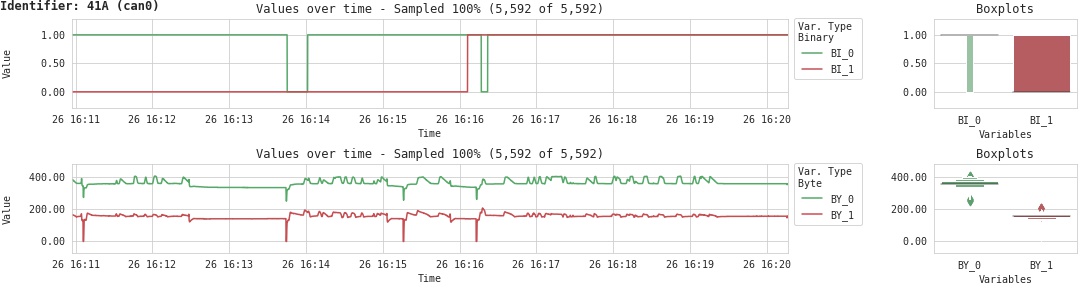 Identifier: 41A (can0)
Values over time - Sampled 100% (5,592 of 5,592)
Boxplots
1.00
0.50
0.00
Value
26 16:11 26 16:12 26 16:13 26 16:14 26 16:15 26 16:16 26 16:17 26 16:18 26 16:19 26 16:20
Time
Var. Type
Binary
BI_0
BI_1
1.00
0.50
0.00
BI_0 BI_1
Variables
Values over time - Sampled 100% (5,592 of 5,592)
Boxplots
400.00
200.00
0.00
Value
26 16:11 26 16:12 26 16:13 26 16:14 26 16:15 26 16:16 26 16:17 26 16:18 26 16:19 26 16:20
Time
Var. Type
Byte
BY_0
BY_1
400.00
200.00
0.00
BY_0 BY_1
Variables